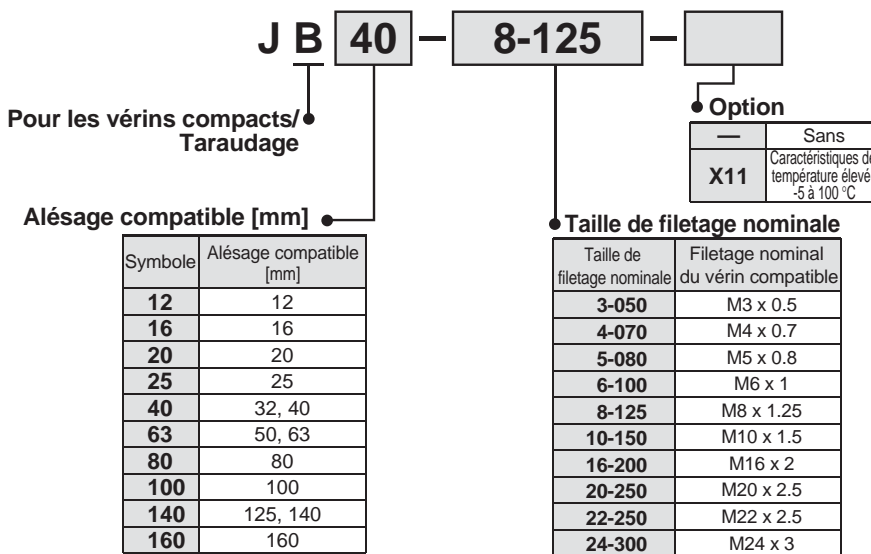 J B 40 — 8-125 —
Pour les vérins compacts/
Taraudage
Option
— Sans
X11 Caractéristiques de
température élevé
-5 à 100 °C
Alésage compatible [mm]
Symbole Alésage compatible
[mm]
12 12
16 16
20 20
25 25
40 32, 40
63 50, 63
80 80
100 100
140 125, 140
160 160
Taille de filetage nominale
Taille de Filetage nominal
filetage nominale du vérin compatible
3-050 M3 x 0.5
4-070 M4 x 0.7
5-080 M5 x 0.8
6-100 M6 x 1
8-125 M8 x 1.25
10-150 M10 x 1.5
16-200 M16 x 2
20-250 M20 x 2.5
22-250 M22 x 2.5
24-300 M24 x 3